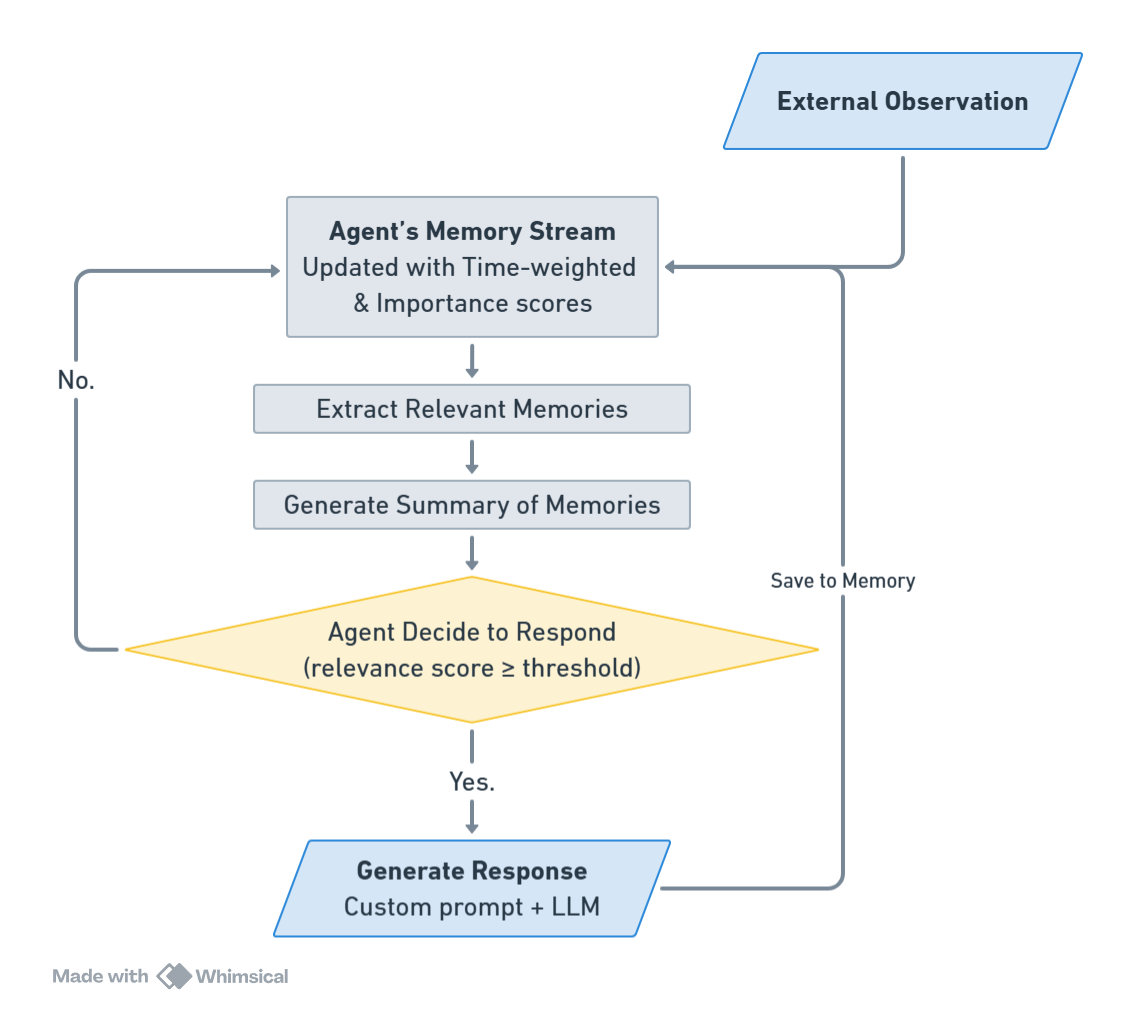 External Observation
Agent’s Memory Stream
Updated with Time-weighted
& Importance scores
No.
Extract Relevant Memories
Generate Summary of Memories
Save to Memory
Agent Decide to Respond
(relevance score ≥ threshold)
Yes.
Generate Response
Custom prompt + LLM
Made with Whimsical